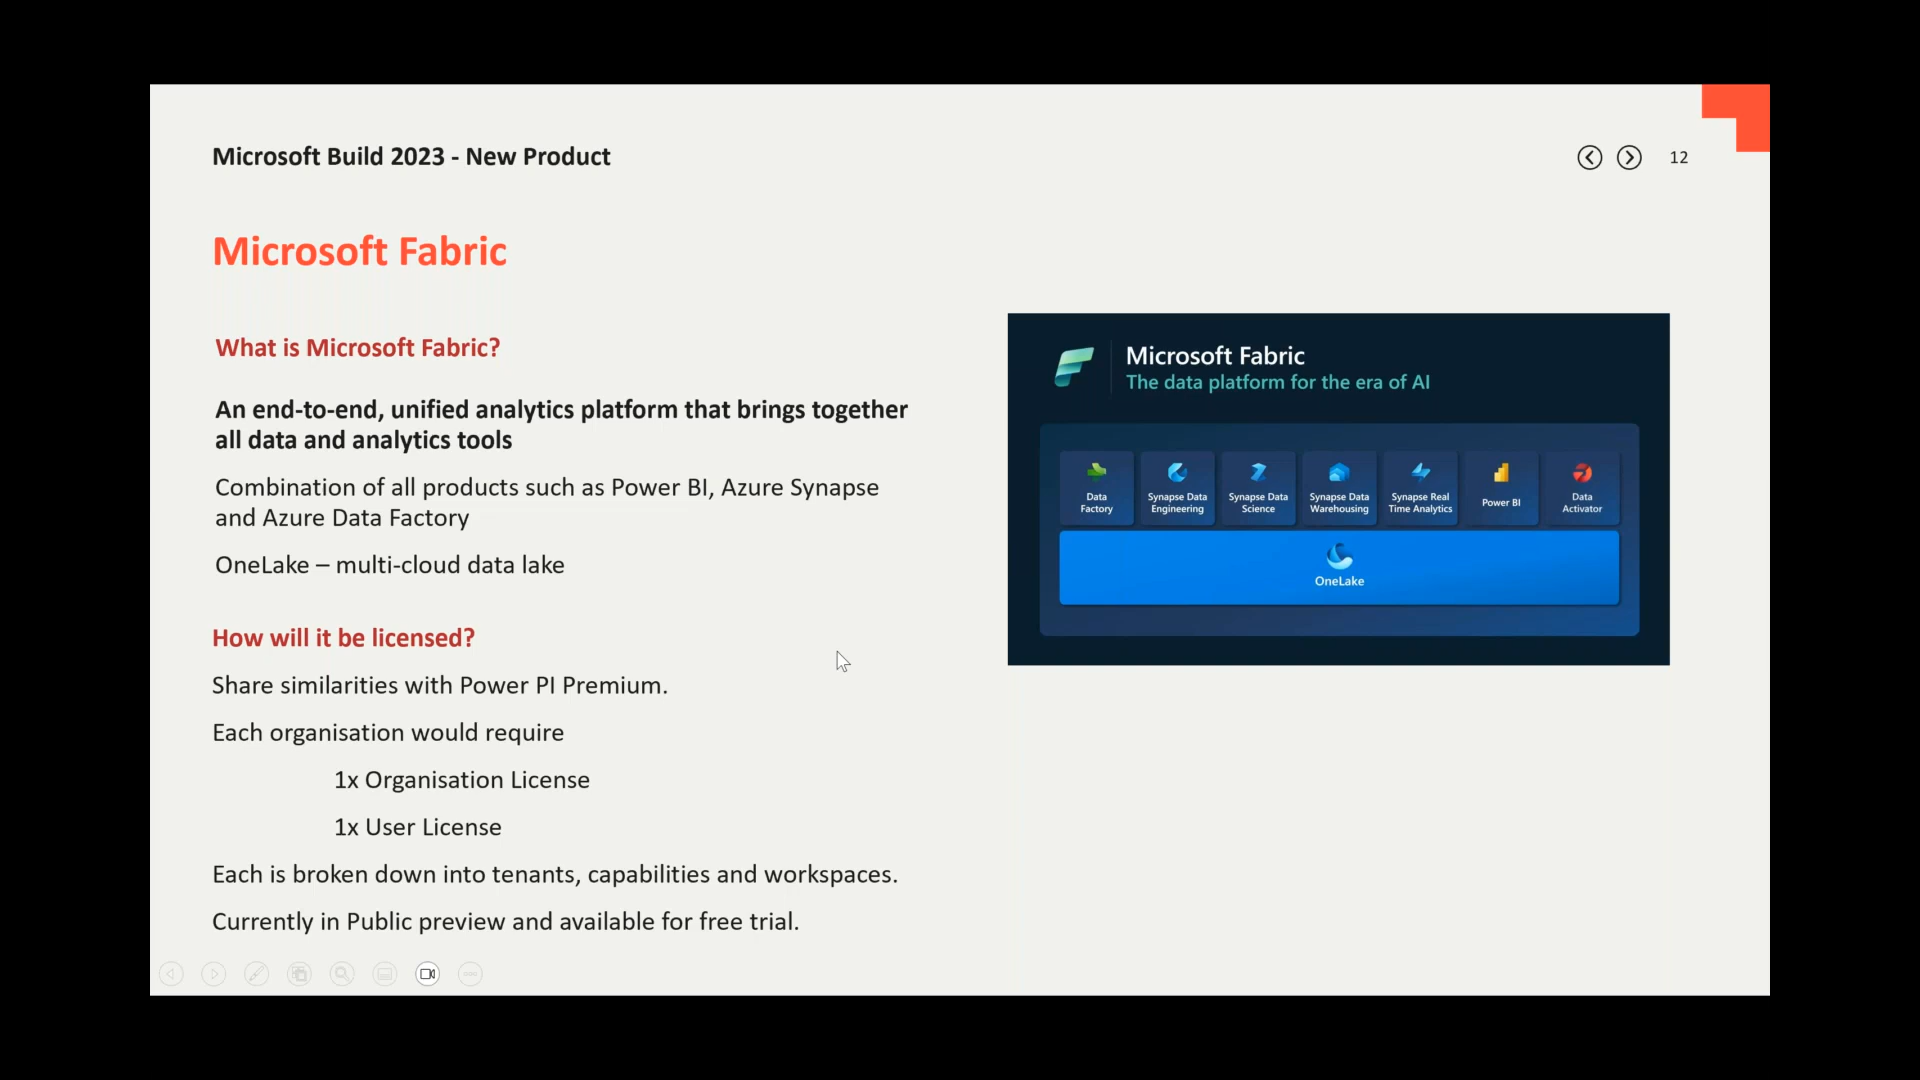 Microsoft Build 2023 - New Product
12
Microsoft Fabric
What is Microsoft Fabric?
An end-to-end, unified analytics platform that brings together
all data and analytics tools
Combination of all products such as Power BI, Azure Synapse
and Azure Data Factory
OneLake – multi-cloud data lake
How will it be licensed?
Share similarities with Power PI Premium.
Each organisation would require
1x Organisation License
1x User License
Each is broken down into tenants, capabilities and workspaces.
Currently in Public preview and available for free trial.
Microsoft Fabric
The data platform for the era of AI
Data
Factory
Synapse Data
Engineering
Synapse Data
Science
Synapse Data
Warehousing
Synapse Real
Time Analytics
Power BI
Data
Activator
OneLake